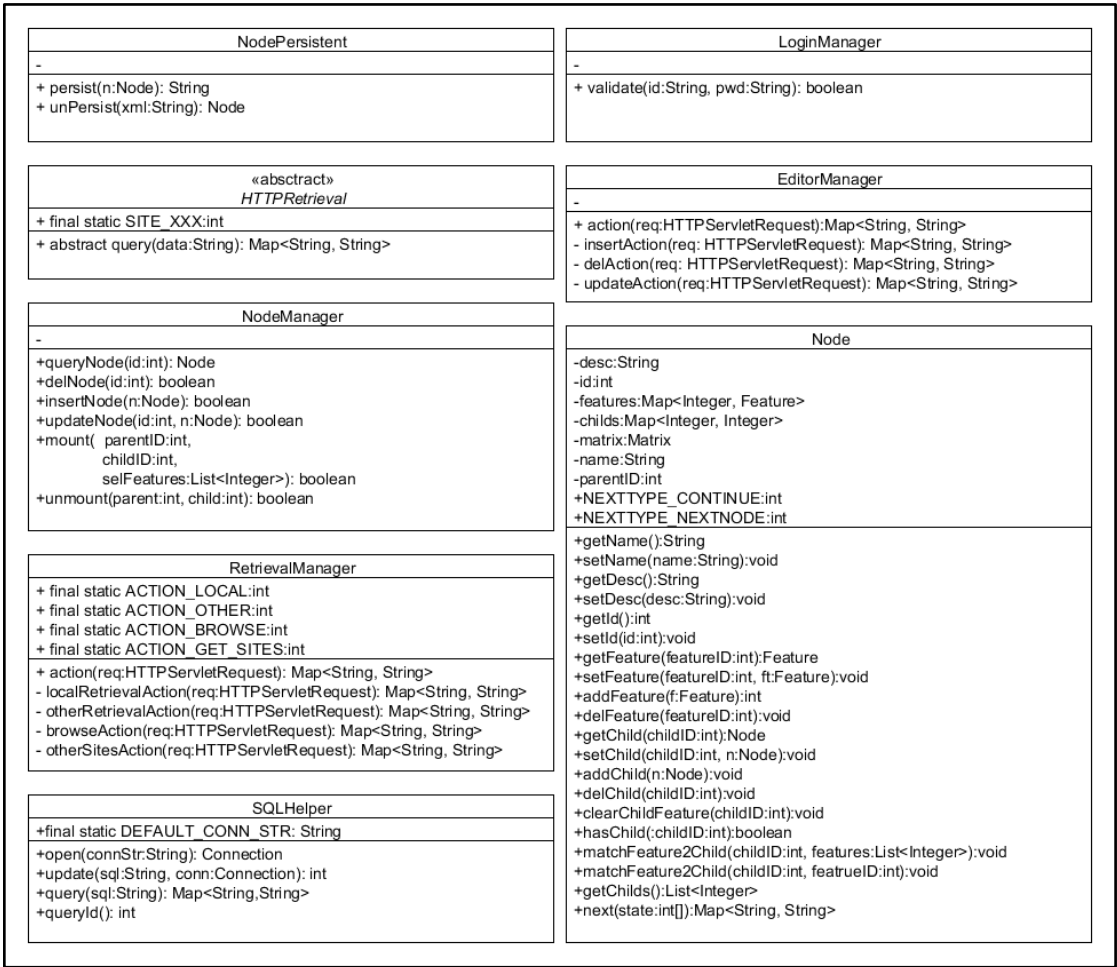 NodePersistent
-
+ persist(n:Node): String
+ unPersist(xml:String): Node
«absctract»
HTTPRetrieval
+ final static SITE_XXX:int
+ abstract query(data:String): Map<String, String>
NodeManager
-
+queryNode(id:int): Node
+delNode(id:int): boolean
+insertNode(n:Node): boolean
+updateNode(id:int, n:Node): boolean
+mount( parentID:int,
childID:int,
selFeatures:List<Integer>): boolean
+unmount(parent:int, child:int): boolean
RetrievalManager
+ final static ACTION_LOCAL:int
+ final static ACTION_OTHER:int
+ final static ACTION_BROWSE:int
+ final static ACTION_GET_SITES:int
+ action(req:HTTPServletRequest): Map<String, String>
- localRetrievalAction(req:HTTPServletRequest): Map<String, String>
- otherRetrievalAction(req:HTTPServletRequest): Map<String, String>
- browseAction(req:HTTPServletRequest): Map<String, String>
- otherSitesAction(req:HTTPServletRequest): Map<String, String>
SQLHelper
+final static DEFAULT_CONN_STR: String
+open(connStr:String): Connection
+update(sql:String, conn:Connection): int
+query(sql:String): Map<String,String>
+queryId(): int
LoginManager
-
+ validate(id:String, pwd:String): boolean
EditorManager
-
+ action(req:HTTPServletRequest):Map<String, String>
- insertAction(req: HTTPServletRequest): Map<String, String>
- delAction(req: HTTPServletRequest): Map<String, String>
- updateAction(req:HTTPServletRequest): Map<String, String>
Node
-desc:String
-id:int
-features:Map<Integer, Feature>
-childs:Map<Integer, Integer>
-matrix:Matrix
-name:String
-parentID:int
+NEXTTYPE_CONTINUE:int
+NEXTTYPE_NEXTNODE:int
+getName():String
+setName(name:String):void
+getDesc():String
+setDesc(desc:String):void
+getId():int
+setId(id:int):void
+getFeature(featureID:int):Feature
+setFeature(featureID:int, ft:Feature):void
+addFeature(f:Feature):int
+delFeature(featureID:int):void
+getChild(childID:int):Node
+setChild(childID:int, n:Node):void
+addChild(n:Node):void
+delChild(childID:int):void
+clearChildFeature(childID:int):void
+hasChild(:childID:int):boolean
+matchFeature2Child(childID:int, features:List<Integer>):void
+matchFeature2Child(childID:int, featrueID:int):void
+getChilds():List<Integer>
+next(state:int[]):Map<String, String>